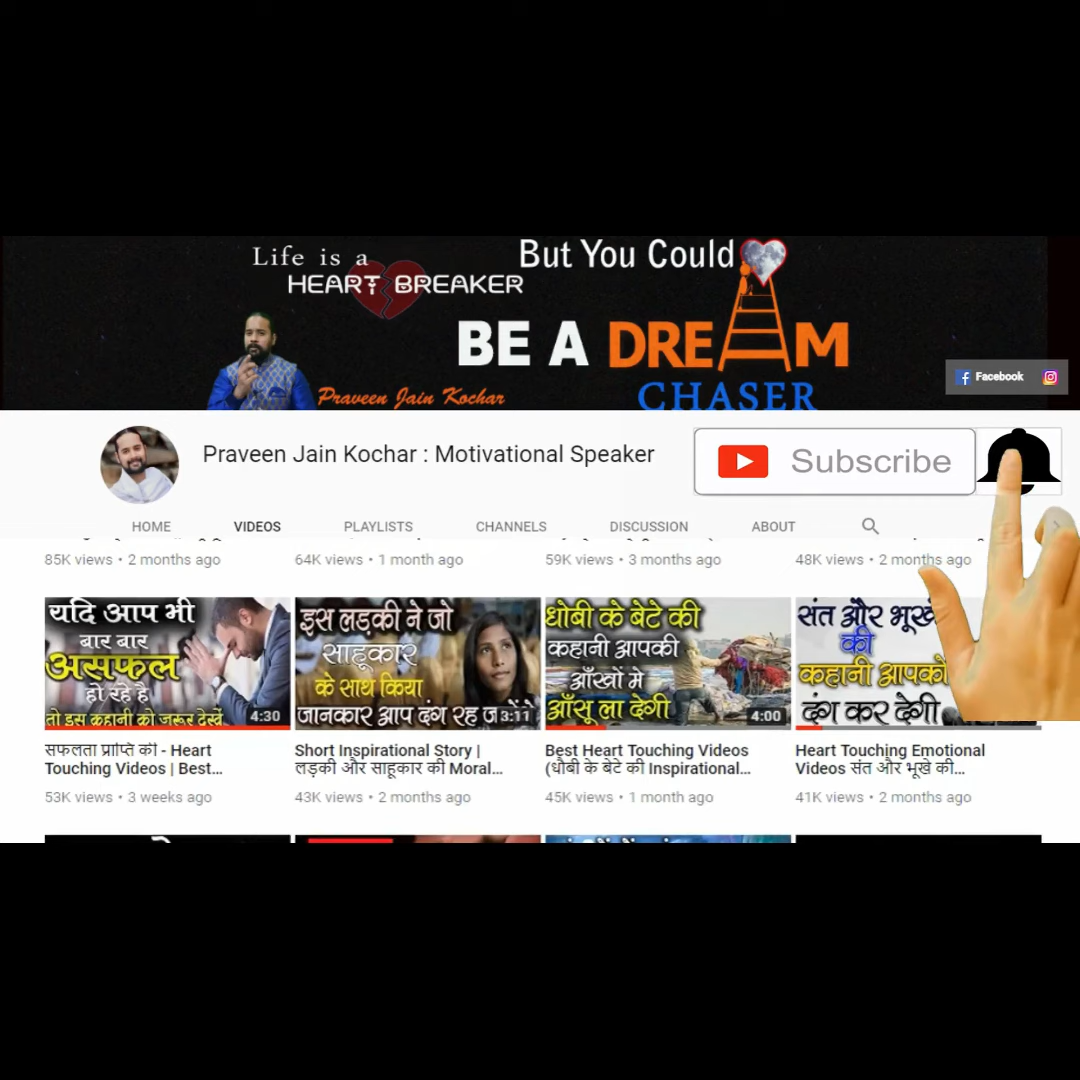 Life is a
HEART BREAKER
But You Could
BE A DREAM
CHASER
Praveen Jain Kochar
Facebook
Praveen Jain Kochar : Motivational Speaker
Subscribe
HOME VIDEOS PLAYLISTS CHANNELS DISCUSSION ABOUT
85K views • 2 months ago
64K views • 1 month ago
59K views • 3 months ago
48K views • 2 months ago
यदि आप भी
बार बार
असफल
हो रहे है
तो इस कहानी को जरूर देखें
4:30
इस लड़की ने जो
साहूकार
के साथ किया
जानकार आप दंग रह
3:11
धोबी के बेटे की
कहानी आपकी
आँखों मे
आँसू ला देगी
4:00
संत और भूखे
की
कहानी आपको
दंग कर देगी
सफलता प्राप्ति की - Heart
Touching Videos | Best...
53K views • 3 weeks ago
Short Inspirational Story |
लड़की और साहूकार की Moral...
43K views • 2 months ago
Best Heart Touching Videos
(धोबी के बेटे की Inspirational...
45K views • 1 month ago
Heart Touching Emotional
Videos संत और भूखे की...
41K views • 2 months ago